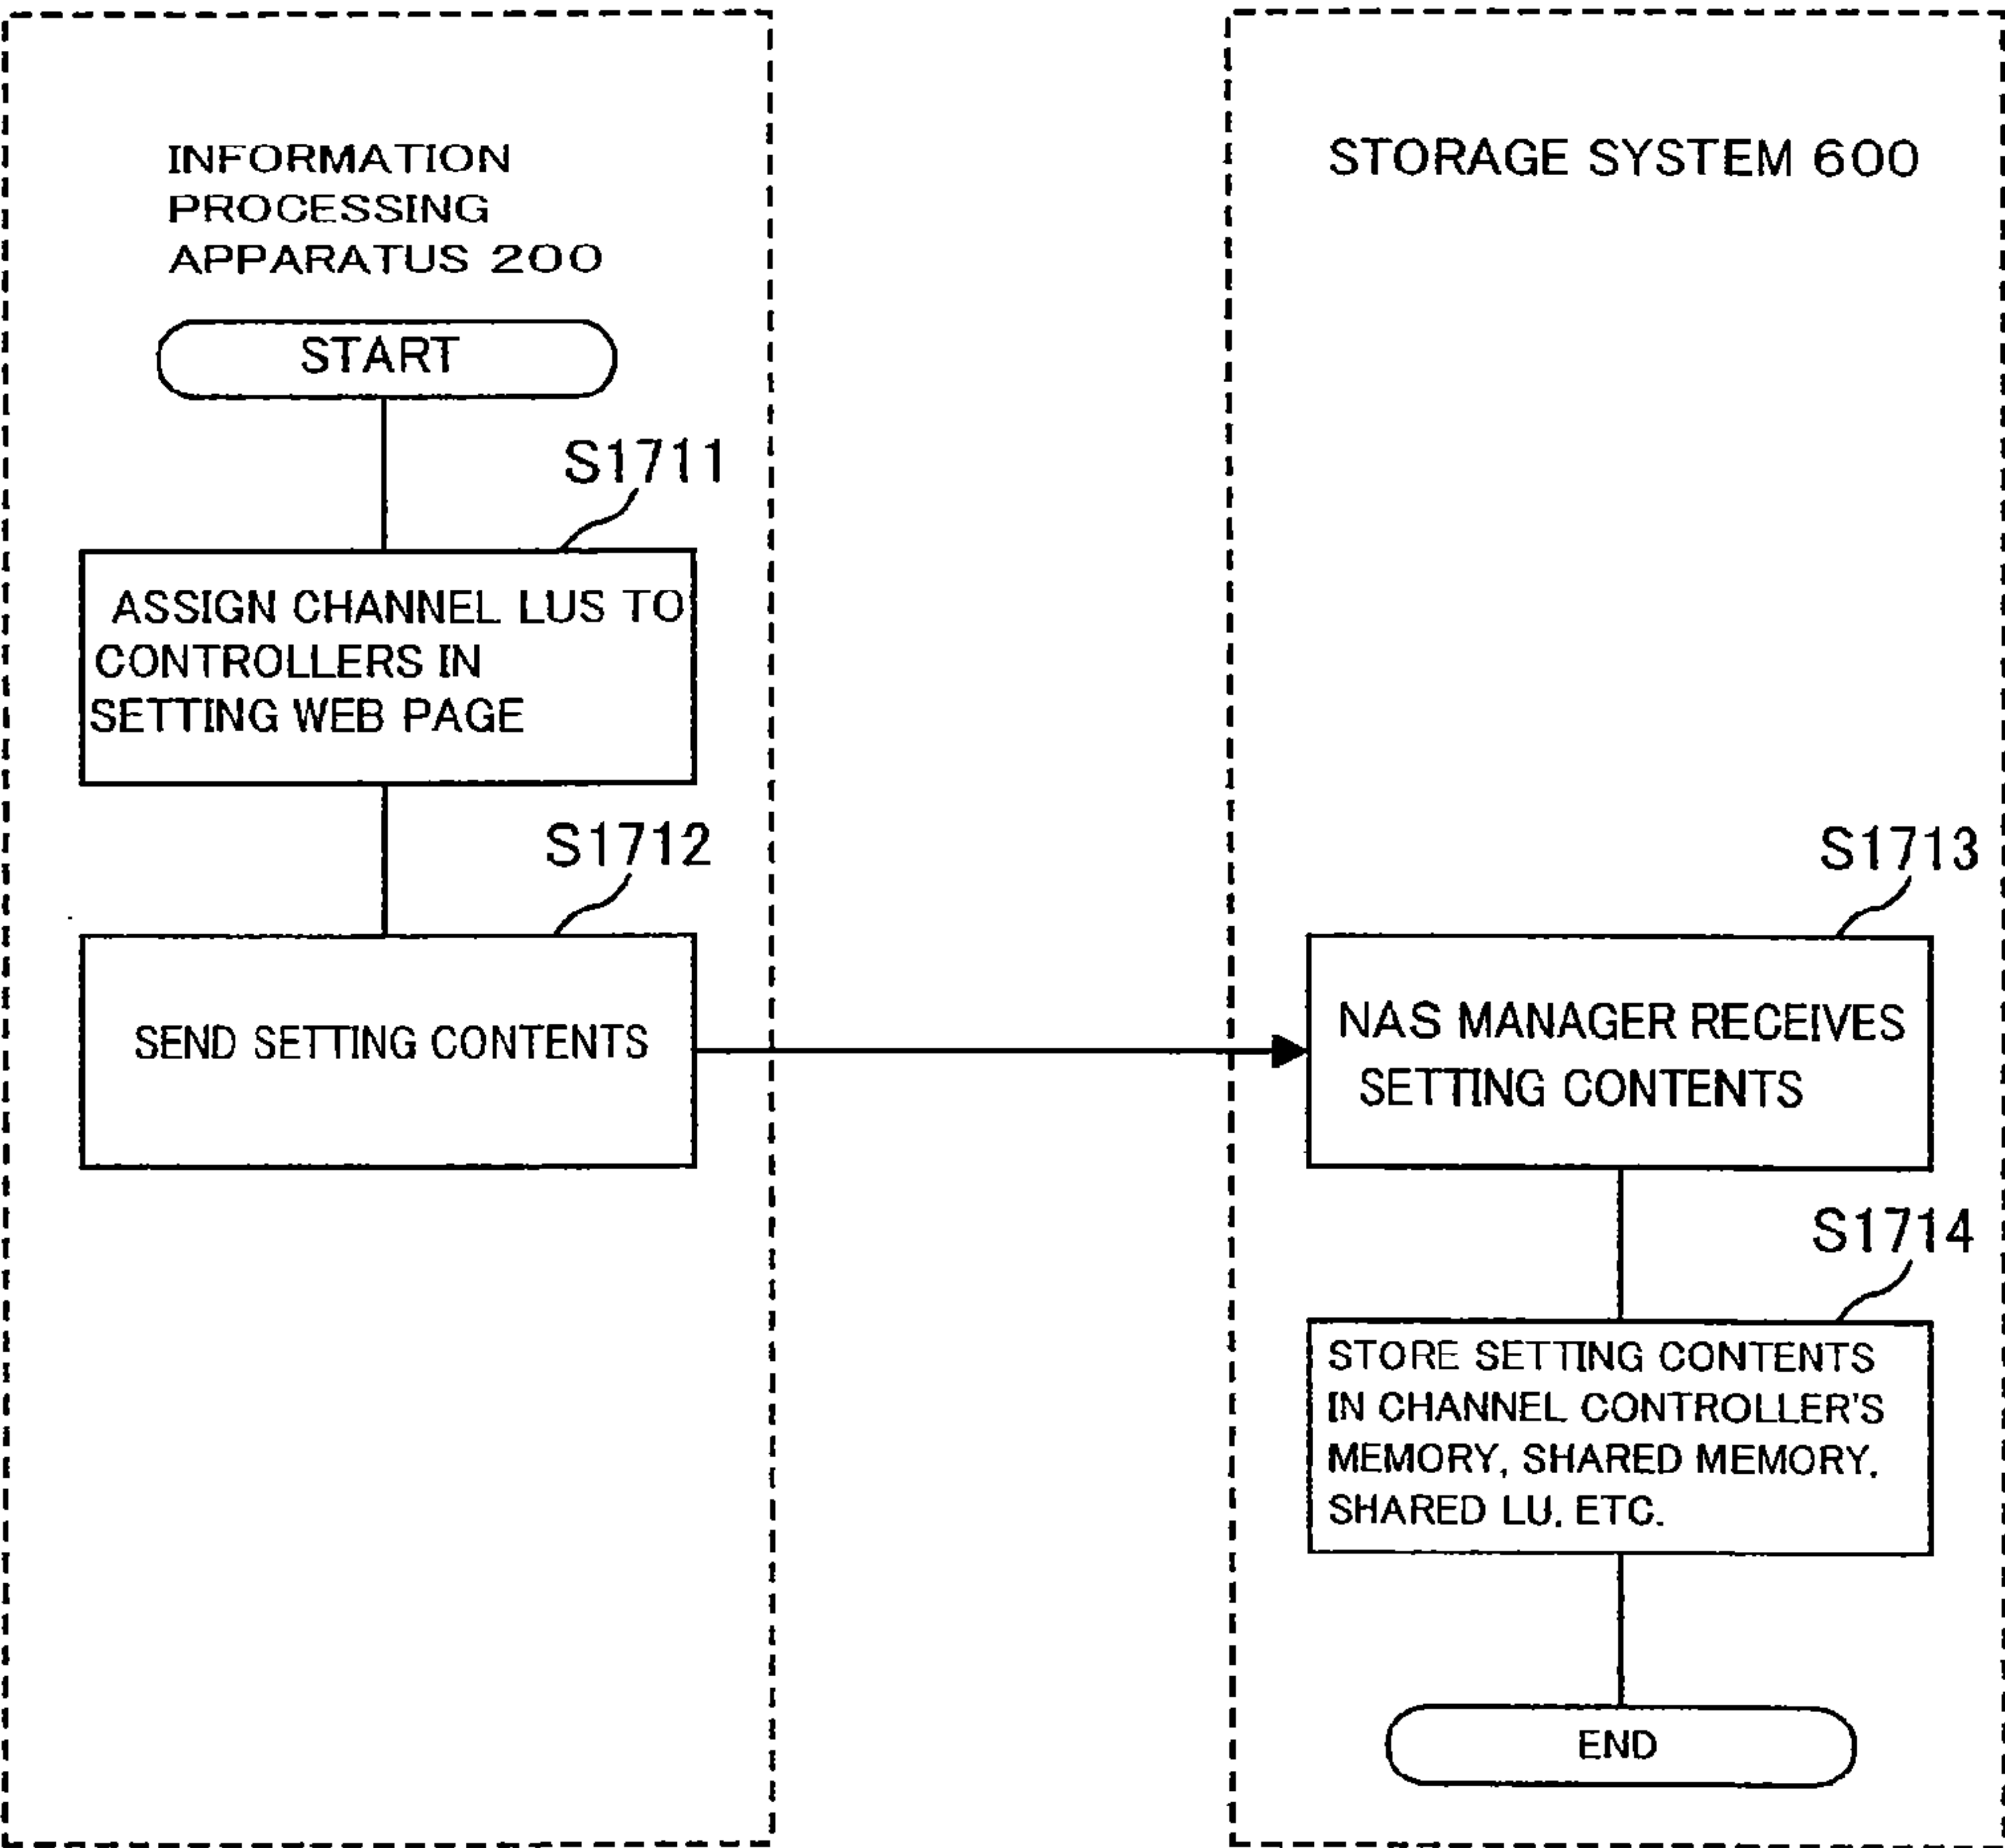 INFORMATION
PROCESSING
APPARATUS 200
START
S1711
ASSIGN CHANNEL LUS TO
CONTROLLERS IN
SETTING WEB PAGE
S1712
SEND SETTING CONTENTS
STORAGE SYSTEM 600
S1713
NAS MANAGER RECEIVES
SETTING CONTENTS
S1714
STORE SETTING CONTENTS
IN CHANNEL CONTROLLER'S
MEMORY, SHARED MEMORY,
SHARED LU, ETC.
END